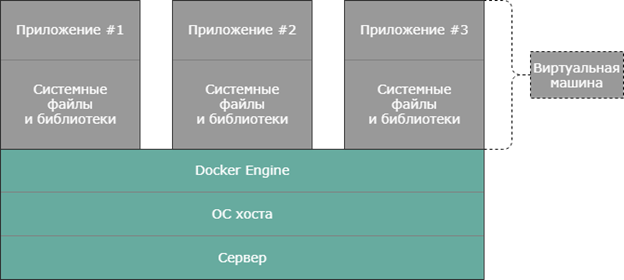 Приложение #1
Приложение #2
Приложение #3
Виртуальная
машина
Системные
файлы
и библиотеки
Системные
файлы
и библиотеки
Системные
файлы
и библиотеки
Docker Engine
ОС хоста
Сервер